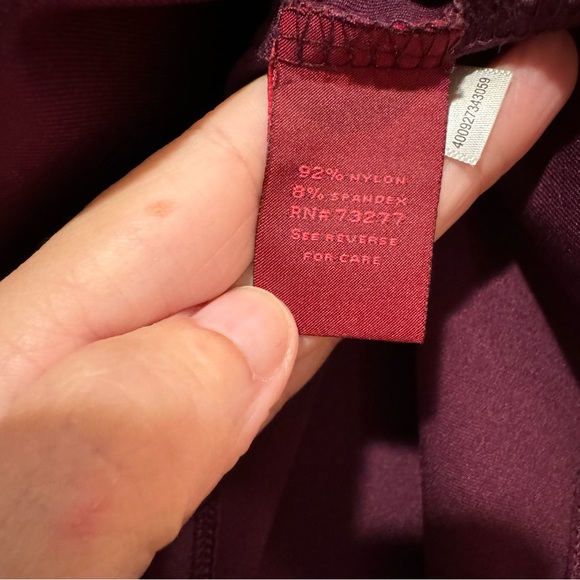 92% NYLON
8% SPANDEX
RN# 73277
SEE REVERSE
FOR CARE
400927343059